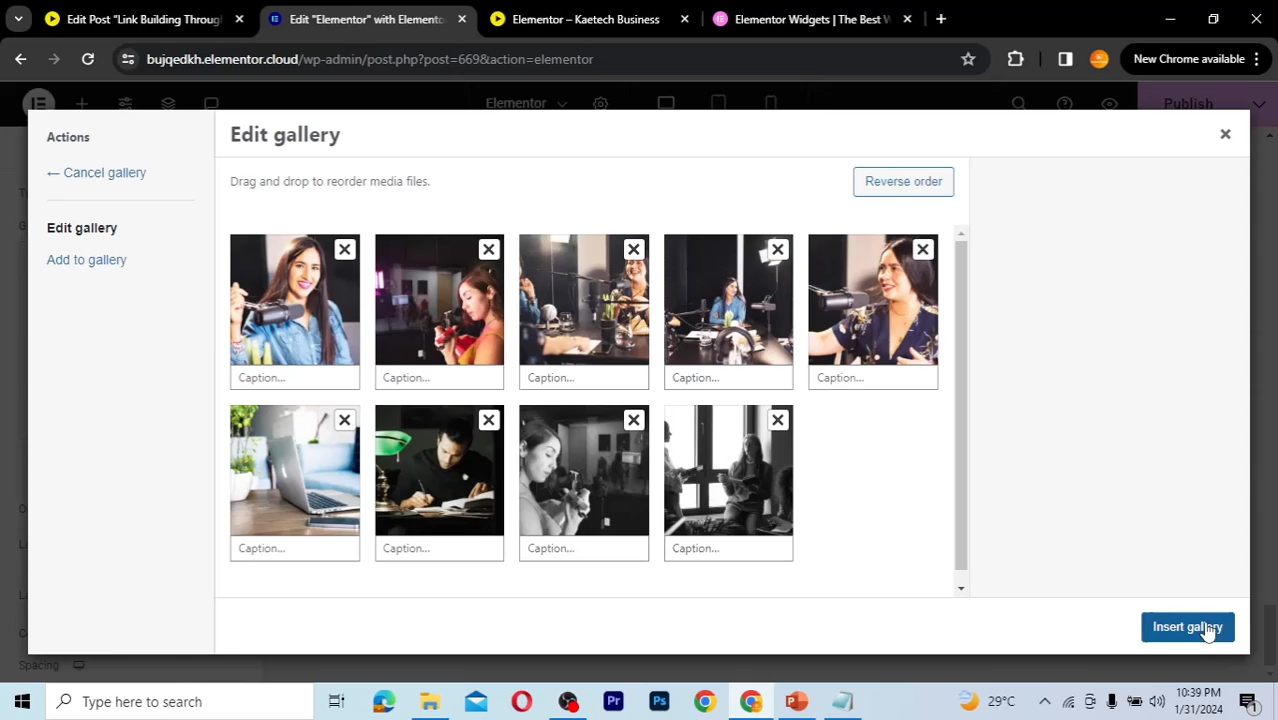 Edit Post "Link Building Throug
Edit "Elementor" with Elemento
Elementor – Kaetech Business
Elementor Widgets | The Best W
bujqedkh.elementor.cloud/wp-admin/post.php?post=669&action=elementor
New Chrome available
Elementor
Publish
Actions
← Cancel gallery
Edit gallery
Add to gallery
Edit gallery
Drag and drop to reorder media files.
Reverse order
Caption...
Caption...
Caption...
Caption...
Caption...
Caption...
Caption...
Caption...
Caption...
Insert gallery
Spacing
Type here to search
Pr
Ps
29°C
10:39 PM
1/31/2024
1